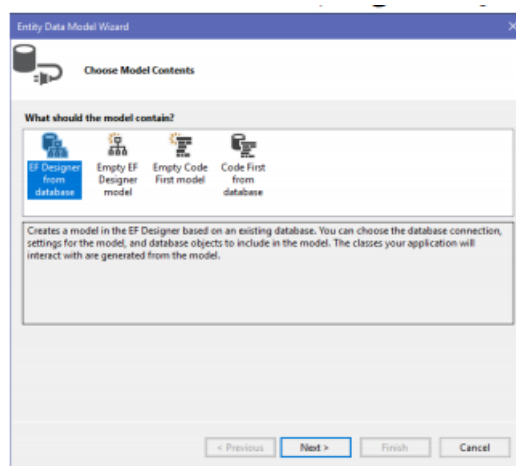 Entity Data Model Wizard
Choose Model Contents
What should the model contain?
EF Designer from database
Empty EF Designer model
Empty Code First model
Code First from database
Creates a model in the EF Designer based on an existing database. You can choose the database connection,
settings for the model, and database objects to include in the model. The classes your application will
interact with are generated from the model.
< Previous
Next >
Finish
Cancel